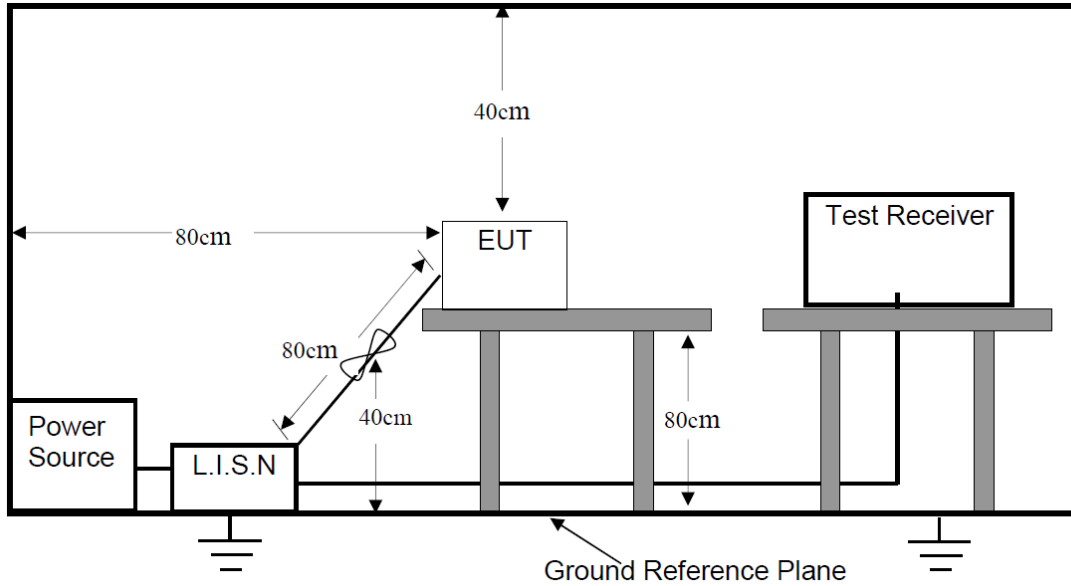 40cm
Test Receiver
EUT
80cm
80cm
40cm
80cm
Power
Source
L.I.S.N
Ground Reference Plane